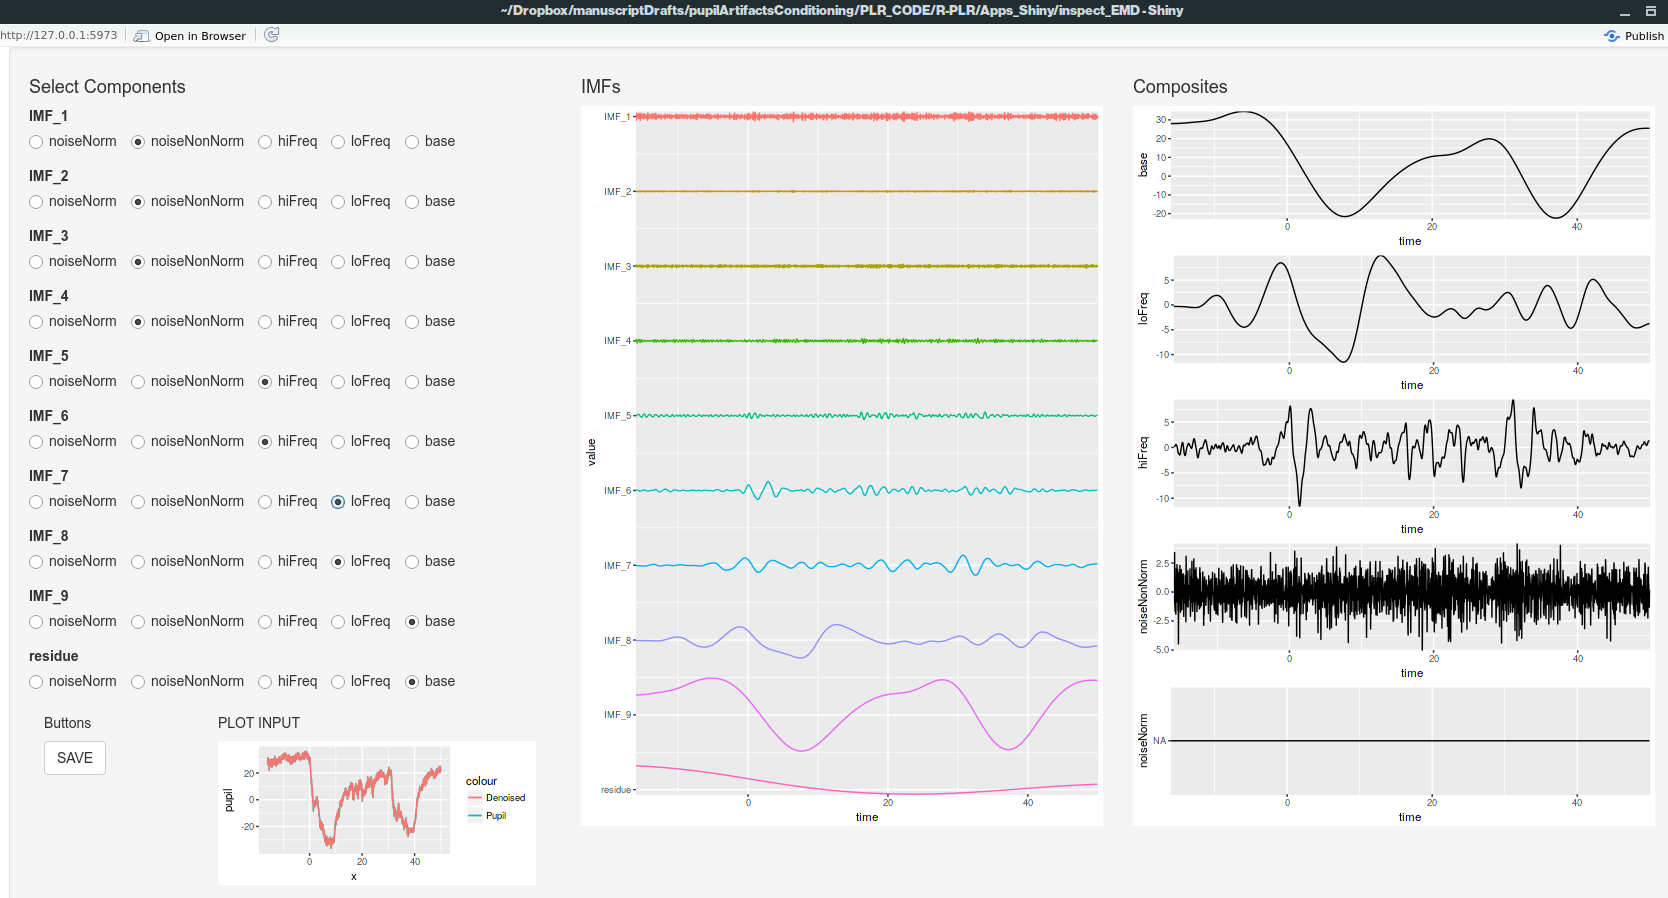 ~/Dropbox/manuscriptDrafts/pupilArtifactsConditioning/PLR_CODE/R-PLR/Apps_Shiny/inspect_EMD - Shiny
http://127.0.0.1:5973 Open in Browser Publish
Select Components
IMF_1
noiseNorm noiseNonNorm hiFreq loFreq base
IMF_2
noiseNorm noiseNonNorm hiFreq loFreq base
IMF_3
noiseNorm noiseNonNorm hiFreq loFreq base
IMF_4
noiseNorm noiseNonNorm hiFreq loFreq base
IMF_5
noiseNorm noiseNonNorm hiFreq loFreq base
IMF_6
noiseNorm noiseNonNorm hiFreq loFreq base
IMF_7
noiseNorm noiseNonNorm hiFreq loFreq base
IMF_8
noiseNorm noiseNonNorm hiFreq loFreq base
IMF_9
noiseNorm noiseNonNorm hiFreq loFreq base
residue
noiseNorm noiseNonNorm hiFreq loFreq base
Buttons
SAVE
PLOT INPUT
pupil
20
0
-20
0 20 40
x
colour
Denoised
Pupil
IMFs
value
IMF_1
IMF_2
IMF_3
IMF_4
IMF_5
IMF_6
IMF_7
IMF_8
IMF_9
residue
0 20 40
time
Composites
base
30
20
10
0
-10
-20
0 20 40
time
loFreq
5
0
-5
-10
0 20 40
time
hiFreq
5
0
-5
-10
0 20 40
time
noiseNonNorm
2.5
0.0
-2.5
-5.0
0 20 40
time
noiseNorm
NA
0 20 40
time